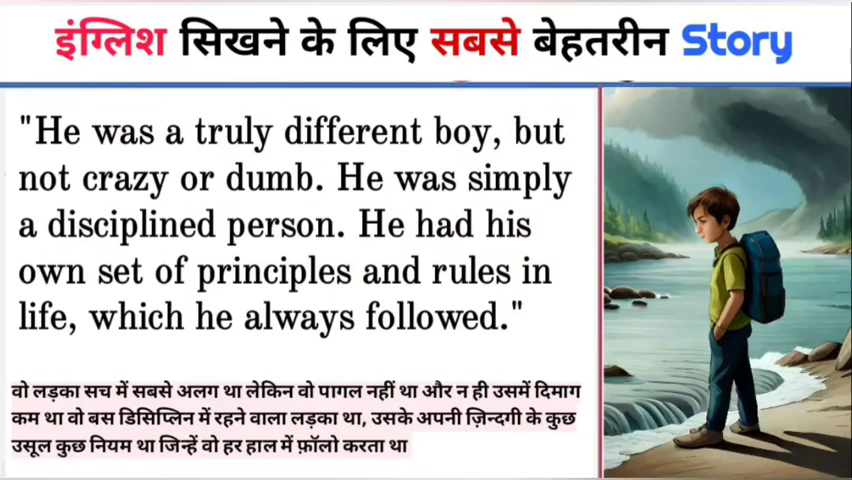 इंग्लिश सिखने के लिए सबसे बेहतरीन Story
"He was a truly different boy, but
not crazy or dumb. He was simply
a disciplined person. He had his
own set of principles and rules in
life, which he always followed."
वो लड़का सच में सबसे अलग था लेकिन वो पागल नहीं था और न ही उसमें दिमाग
कम था वो बस डिसिप्लिन में रहने वाला लड़का था, उसके अपनी ज़िन्दगी के कुछ
उसूल कुछ नियम था जिन्हें वो हर हाल में फ़ॉलो करता था